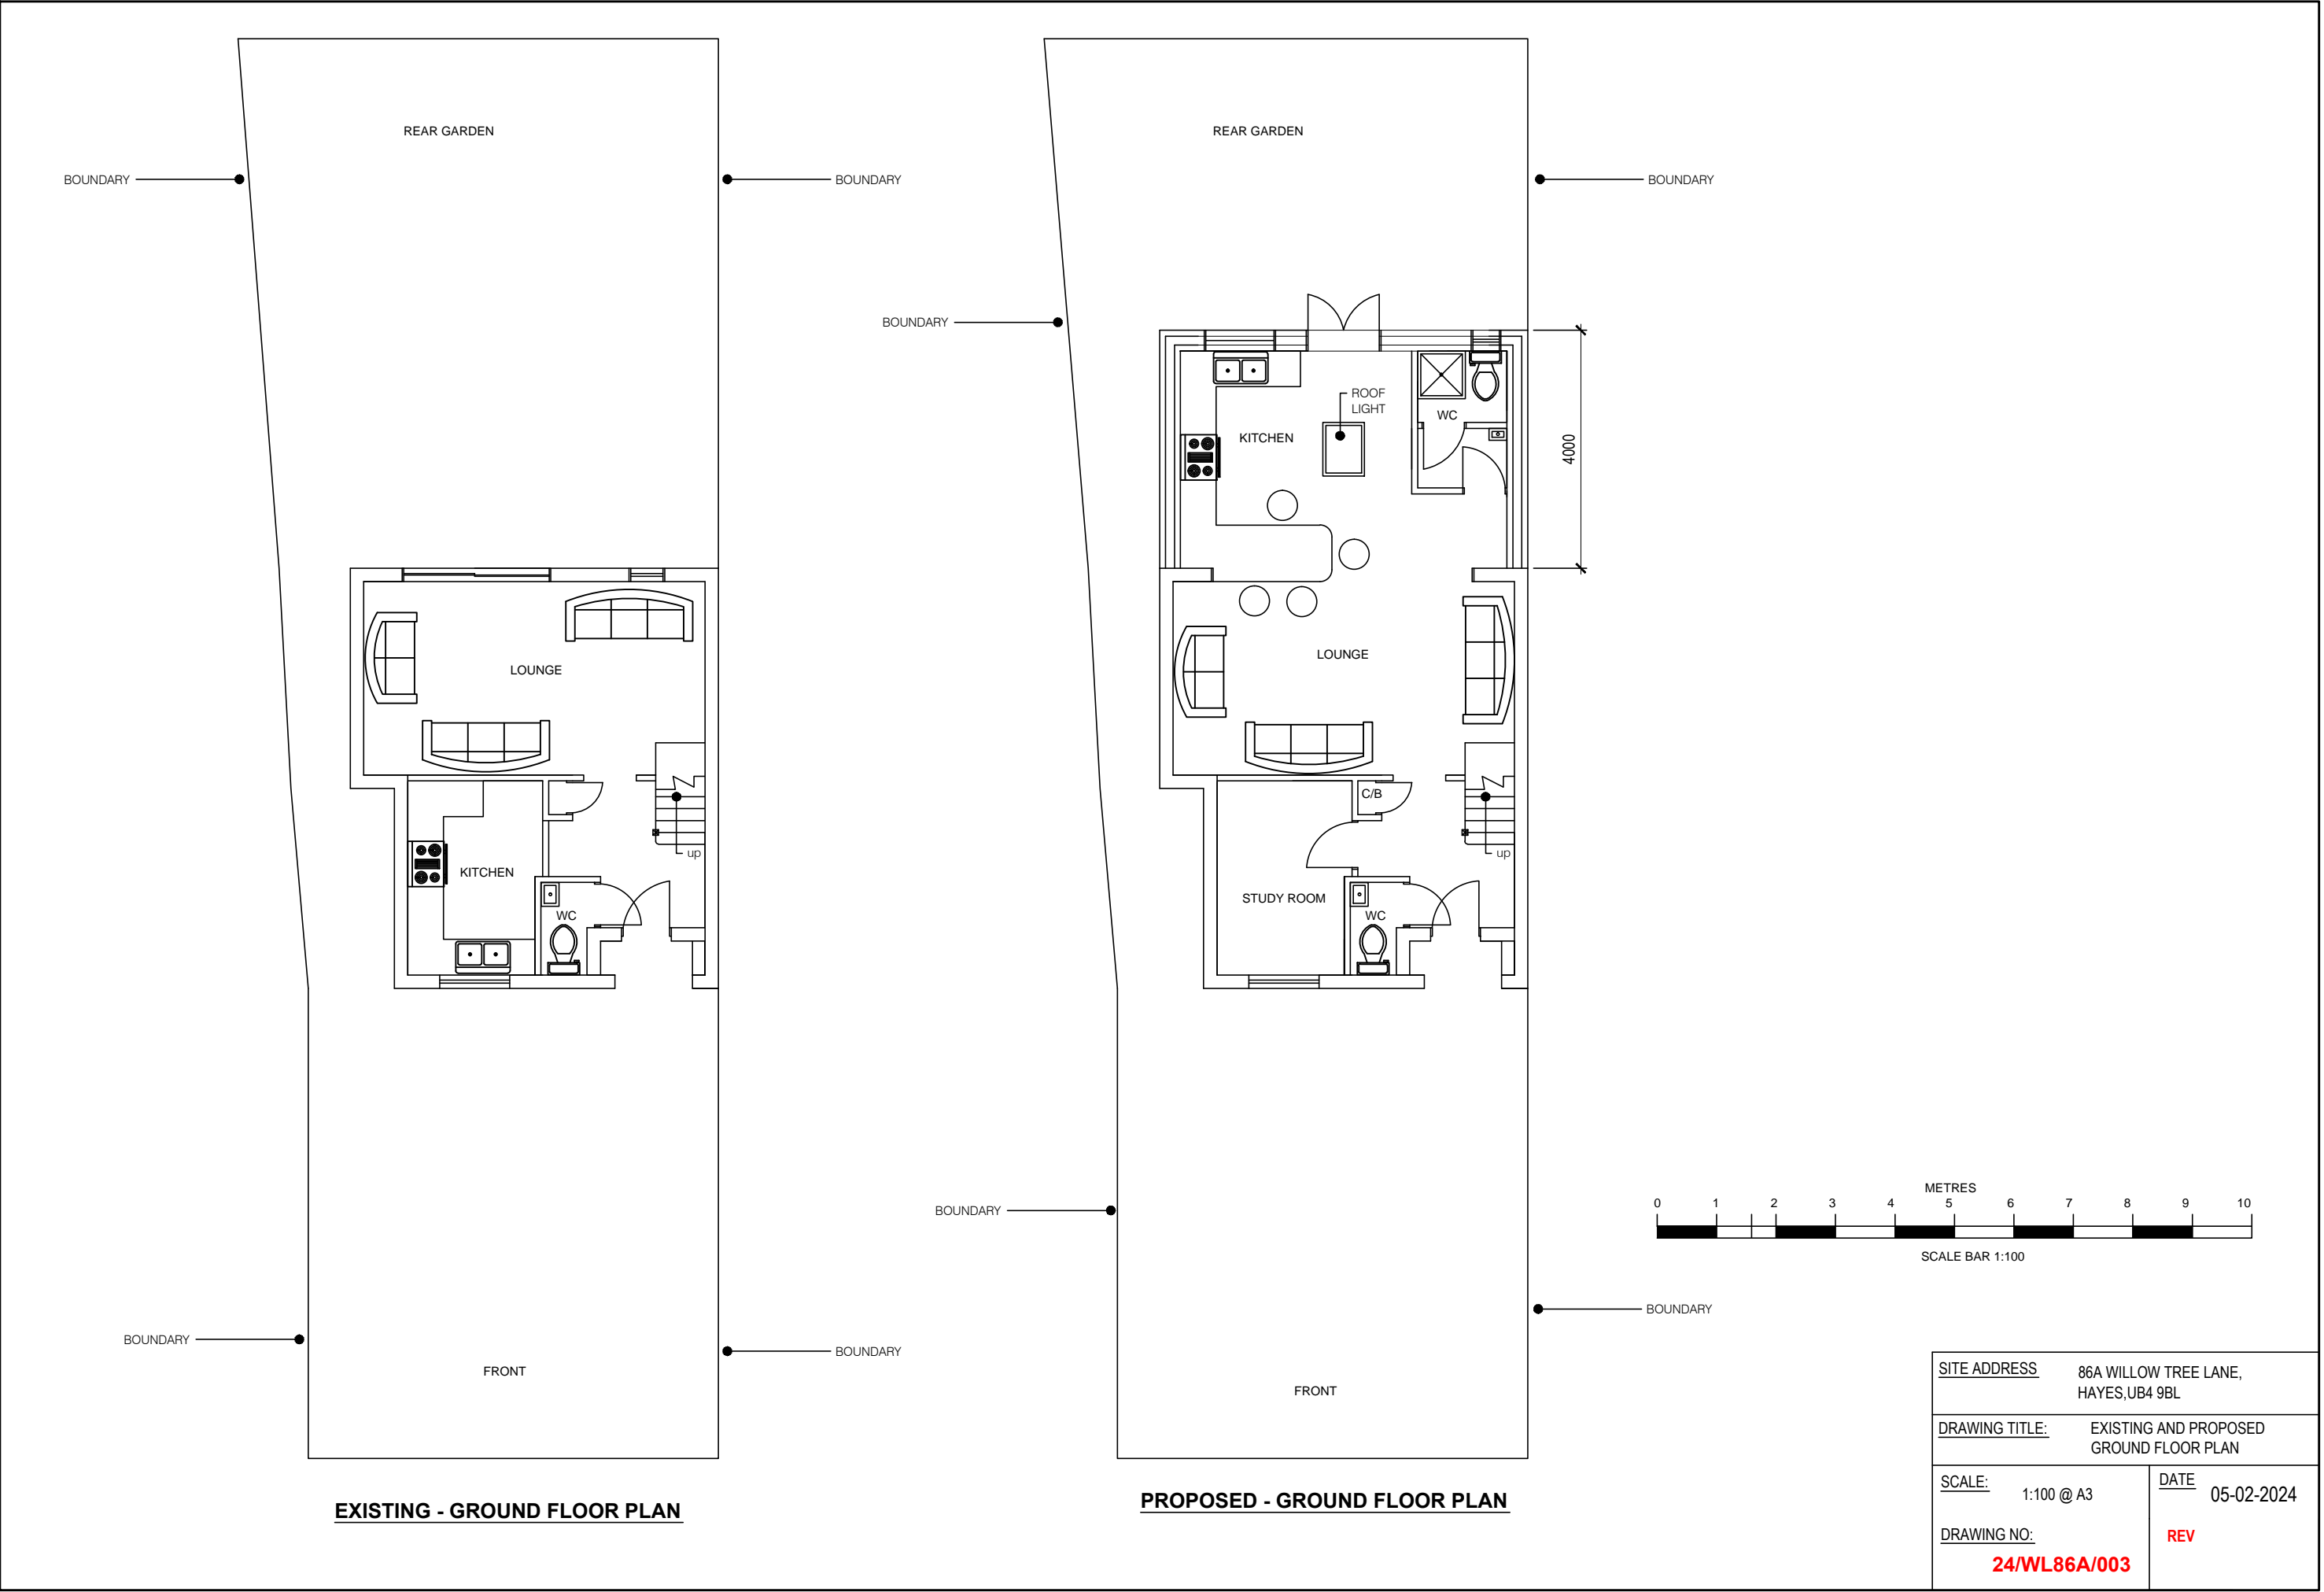 REAR GARDEN
BOUNDARY
BOUNDARY
LOUNGE
KITCHEN
WC
up
BOUNDARY
BOUNDARY
FRONT
EXISTING - GROUND FLOOR PLAN
REAR GARDEN
BOUNDARY
BOUNDARY
ROOF
LIGHT
WC
KITCHEN
4000
LOUNGE
C/B
up
STUDY ROOM
WC
BOUNDARY
BOUNDARY
FRONT
PROPOSED - GROUND FLOOR PLAN
METRES
0 1 2 3 4 5 6 7 8 9 10
SCALE BAR 1:100
SITE ADDRESS 86A WILLOW TREE LANE,
HAYES,UB4 9BL
DRAWING TITLE: EXISTING AND PROPOSED
GROUND FLOOR PLAN
SCALE: 1:100 @ A3
DATE 05-02-2024
DRAWING NO:
24/WL86A/003
REV